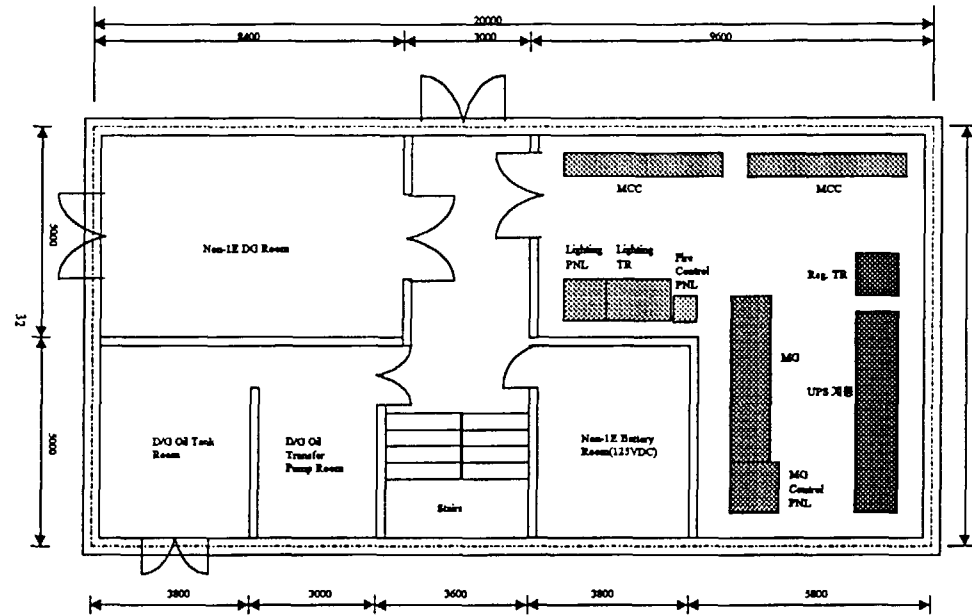 20000
8400
3000
9600
MCC
MCC
Non-1E DG Room
Lighting
PNL
Lighting
TR
Fire
Control
PNL
Reg. TR
5000
32
MG
UPS 계통
D/G Oil Tank
Room
D/G Oil
Transfer
Pump Room
Non-1E Battery
Room(125VDC)
5000
MG
Control
PNL
Stairs
3800
3000
3600
3800
5800